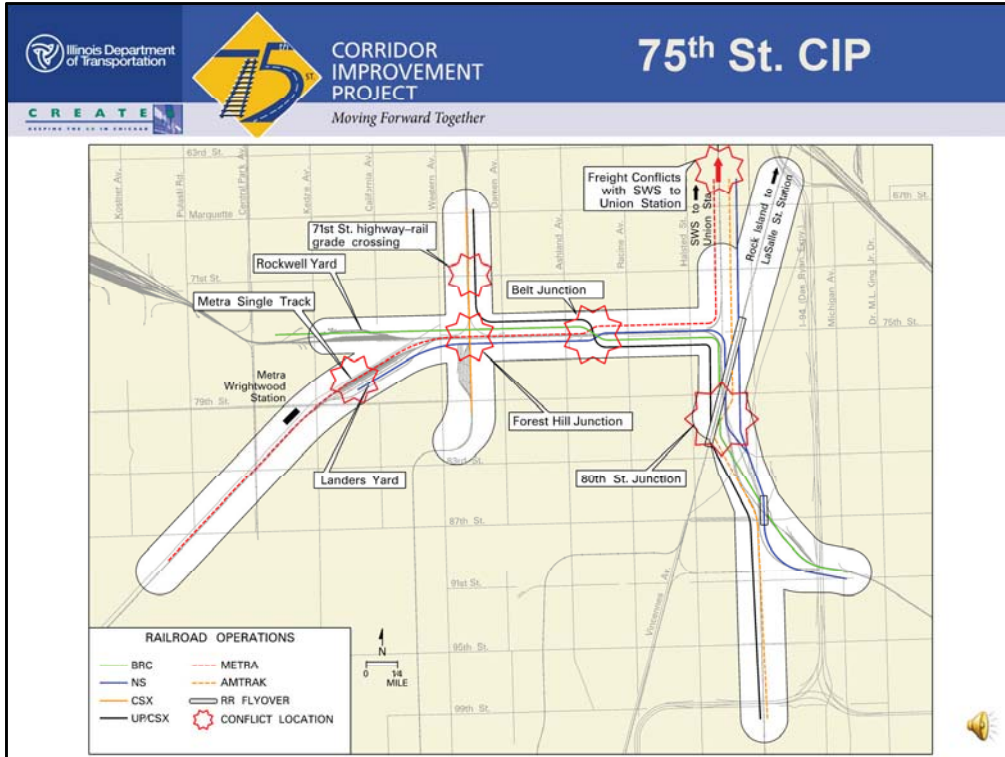 Illinois Department
of Transportation
CREATE
75th
ST.
CORRIDOR
IMPROVEMENT
PROJECT
Moving Forward Together
75th St. CIP
63rd St.
Kostner Av.
Pulaski Rd.
Central Park Av.
Kedzie Av.
California Av.
Western Av.
Damen Av.
Marquette
Ashland Av.
Racine Av.
Halsted St.
67th St.
Freight Conflicts
with SWS to
Union Station
SWS to
Union Sta.
Rock Island to
LaSalle St. Station
I-94 (Dan Ryan Expy.)
Michigan Av.
Dr. M.L. King Jr. Dr.
71st St. highway–rail
grade crossing
71st St.
Rockwell Yard
Metra Single Track
Belt Junction
75th St.
Metra
Wrightwood
Station
79th St.
Forest Hill Junction
Landers Yard
83rd St.
80th St. Junction
87th St.
Vincennes Av.
91st St.
95th St.
99th St.
RAILROAD OPERATIONS
BRC
NS
CSX
UP/CSX
METRA
AMTRAK
RR FLYOVER
CONFLICT LOCATION
N
0 1/4
MILE